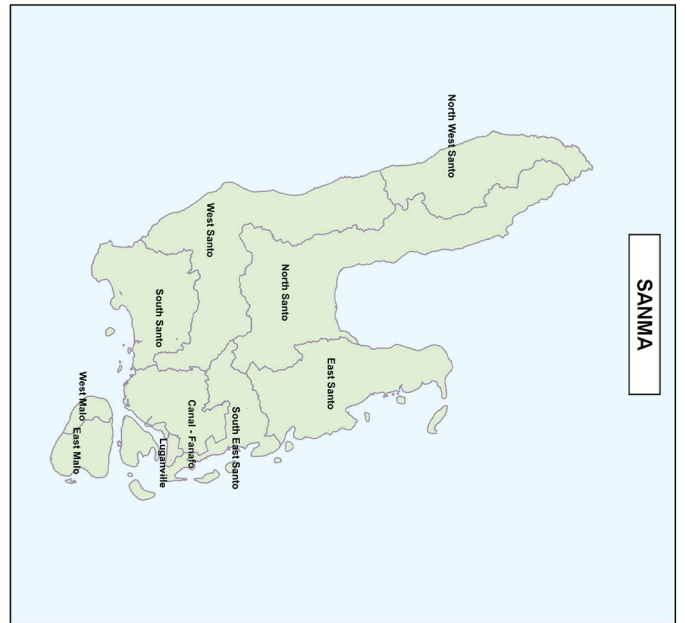 SANMA
North West Santo
West Santo
North Santo
East Santo
South Santo
Canal - Fanafo
South East Santo
Luganville
West Malo
East Malo